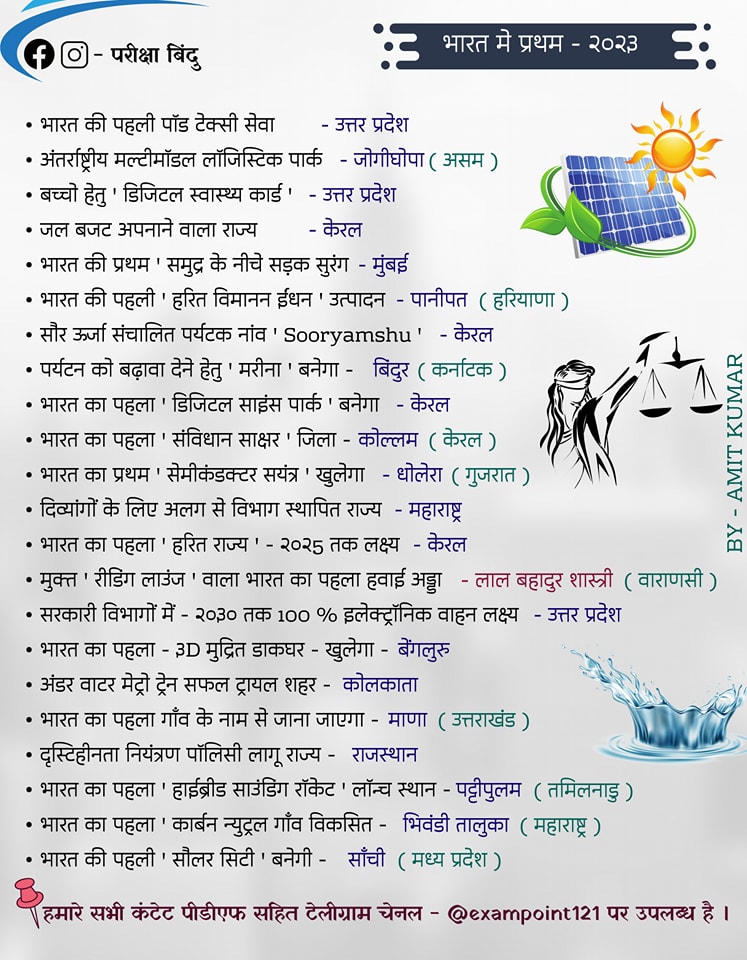 - परीक्षा बिंदु
भारत मे प्रथम - २०२३
• भारत की पहली पॉड टेक्सी सेवा - उत्तर प्रदेश
• अंतर्राष्ट्रीय मल्टीमॉडल लॉजिस्टिक पार्क - जोगीघोपा ( असम )
• बच्चो हेतु ' डिजिटल स्वास्थ्य कार्ड ' - उत्तर प्रदेश
• जल बजट अपनाने वाला राज्य - केरल
• भारत की प्रथम ' समुद्र के नीचे सड़क सुरंग - मुंबई
• भारत की पहली ' हरित विमानन ईंधन ' उत्पादन - पानीपत ( हरियाणा )
• सौर ऊर्जा संचालित पर्यटक नांव ' Sooryamshu ' - केरल
• पर्यटन को बढ़ावा देने हेतु ' मरीना ' बनेगा - बिंदुर ( कर्नाटक )
• भारत का पहला ' डिजिटल साइंस पार्क ' बनेगा - केरल
• भारत का पहला ' संविधान साक्षर ' जिला - कोल्लम ( केरल )
• भारत का प्रथम ' सेमीकंडक्टर सयंत्र ' खुलेगा - धोलेरा ( गुजरात )
• दिव्यांगों के लिए अलग से विभाग स्थापित राज्य - महाराष्ट्र
• भारत का पहला ' हरित राज्य ' - २०२5 तक लक्ष्य - केरल
• मुक्त ' रीडिंग लाउंज ' वाला भारत का पहला हवाई अड्डा - लाल बहादुर शास्त्री ( वाराणसी )
• सरकारी विभागों में - २०३० तक 100 % इलेक्ट्रॉनिक वाहन लक्ष्य - उत्तर प्रदेश
• भारत का पहला - ३D मुद्रित डाकघर - खुलेगा - बेंगलुरु
• अंडर वाटर मेट्रो ट्रेन सफल ट्रायल शहर - कोलकाता
• भारत का पहला गाँव के नाम से जाना जाएगा - माणा ( उत्तराखंड )
• दृस्टिहीनता नियंत्रण पॉलिसी लागू राज्य - राजस्थान
• भारत का पहला ' हाईब्रीड साउंडिंग रॉकेट ' लॉन्च स्थान - पट्टीपुलम ( तमिलनाडु )
• भारत का पहला ' कार्बन न्युट्रल गाँव विकसित - भिवंडी तालुका ( महाराष्ट्र )
• भारत की पहली ' सौलर सिटी ' बनेगी - साँची ( मध्य प्रदेश )
BY - AMIT KUMAR
हमारे सभी कंटेट पीडीएफ सहित टेलीग्राम चेनल - @exampoint121 पर उपलब्ध है ।